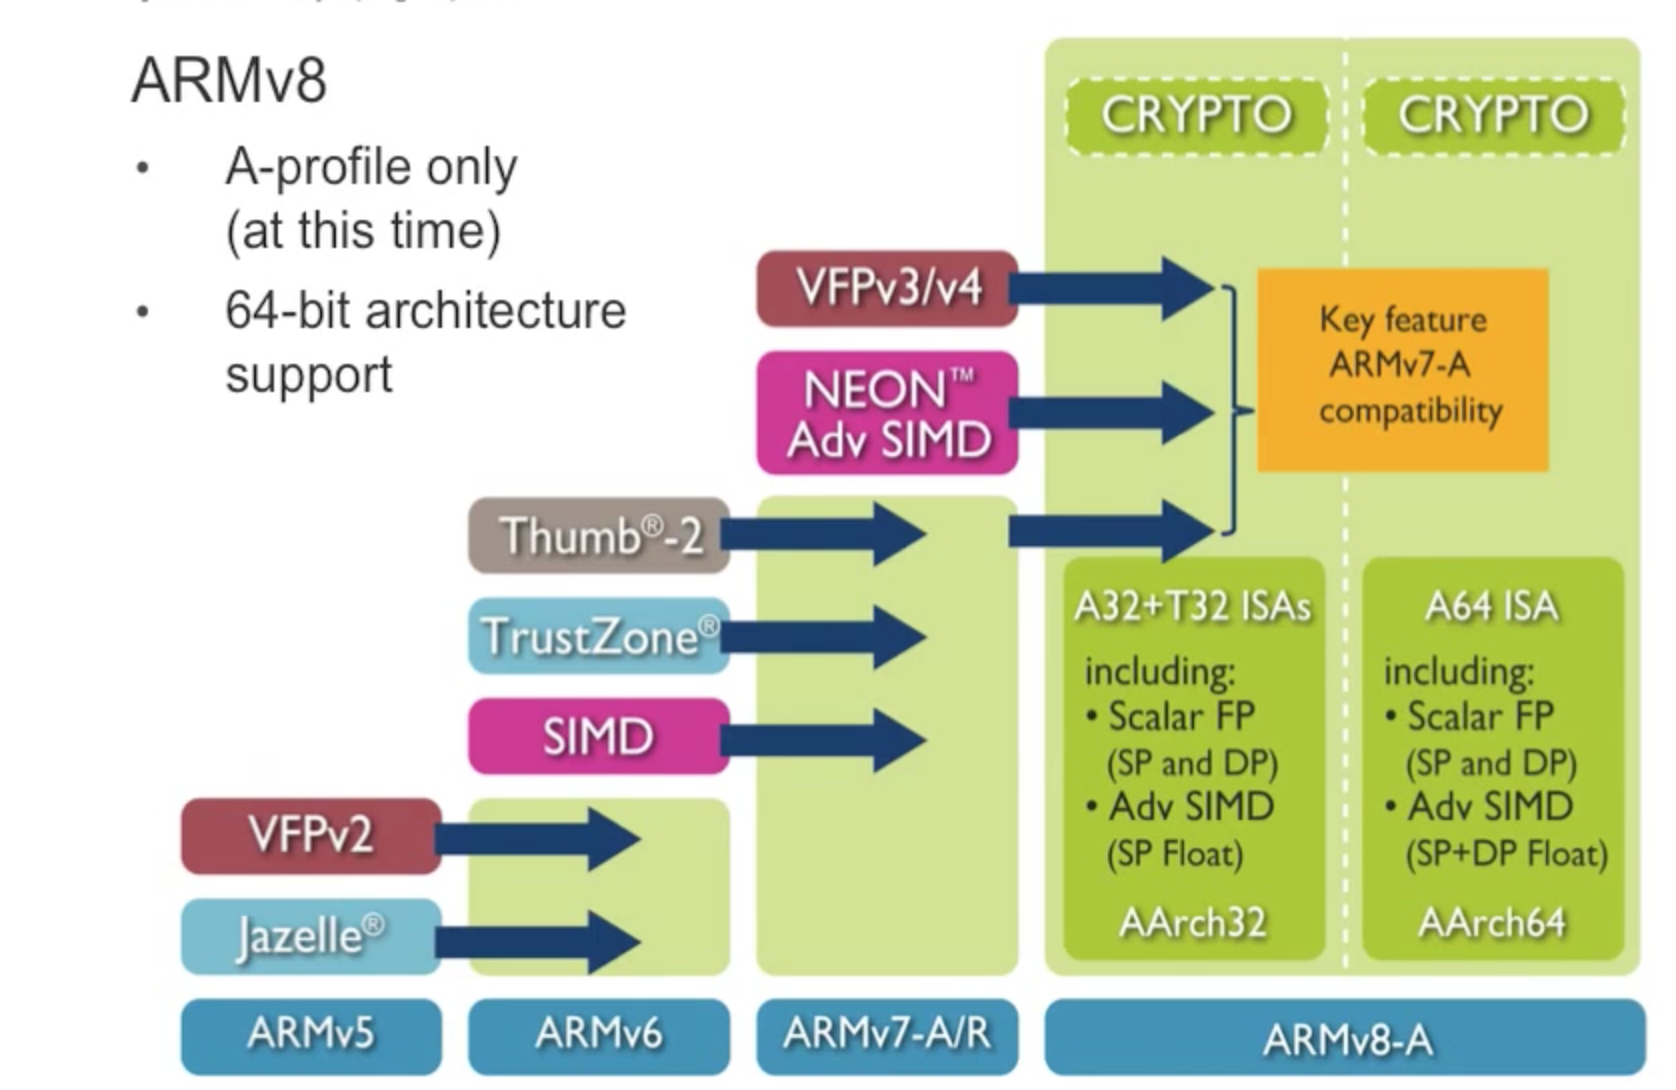 ARMv8
• A-profile only
(at this time)
• 64-bit architecture
support
CRYPTO
CRYPTO
VFPv3/v4
NEON™
Adv SIMD
Key feature
ARMv7-A
compatibility
Thumb®-2
TrustZone®
SIMD
VFPv2
Jazelle®
A32+T32 ISAs
including:
• Scalar FP
(SP and DP)
• Adv SIMD
(SP Float)
AArch32
A64 ISA
including:
• Scalar FP
(SP and DP)
• Adv SIMD
(SP+DP Float)
AArch64
ARMv5
ARMv6
ARMv7-A/R
ARMv8-A